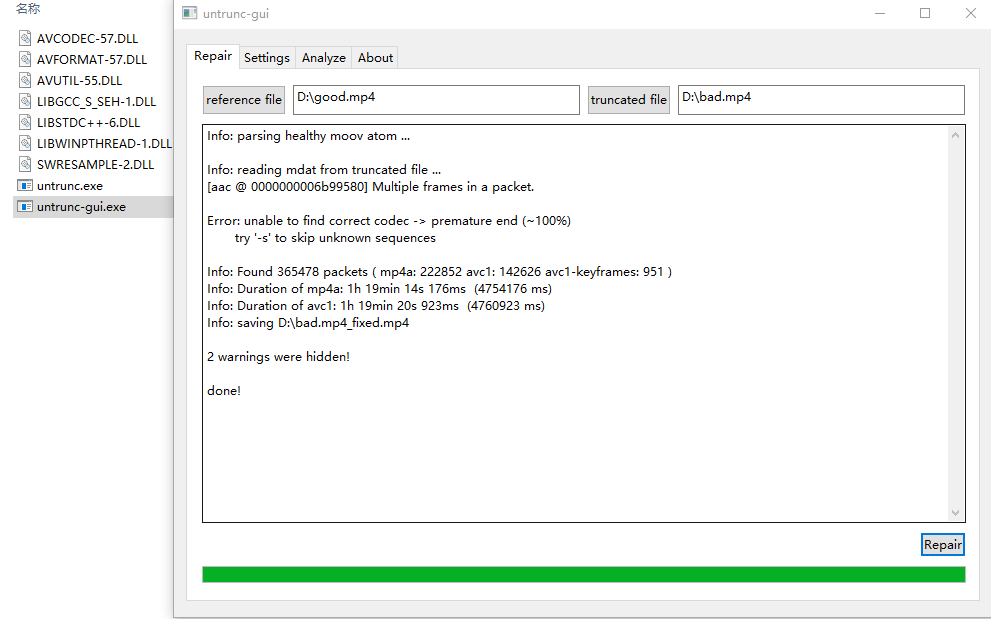 名称
AVCODEC-57.DLL
AVFORMAT-57.DLL
AVUTIL-55.DLL
LIBGCC_S_SEH-1.DLL
LIBSTDC++-6.DLL
LIBWINPTHREAD-1.DLL
SWRESAMPLE-2.DLL
untrunc.exe
untrunc-gui.exe
untrunc-gui
Repair Settings Analyze About
reference file D:\good.mp4 truncated file D:\bad.mp4
Info: parsing healthy moov atom ...
Info: reading mdat from truncated file ...
[aac @ 0000000006b99580] Multiple frames in a packet.
Error: unable to find correct codec -> premature end (~100%)
try '-s' to skip unknown sequences
Info: Found 365478 packets ( mp4a: 222852 avc1: 142626 avc1-keyframes: 951 )
Info: Duration of mp4a: 1h 19min 14s 176ms  (4754176 ms)
Info: Duration of avc1: 1h 19min 20s 923ms  (4760923 ms)
Info: saving D:\bad.mp4_fixed.mp4
2 warnings were hidden!
done!
Repair